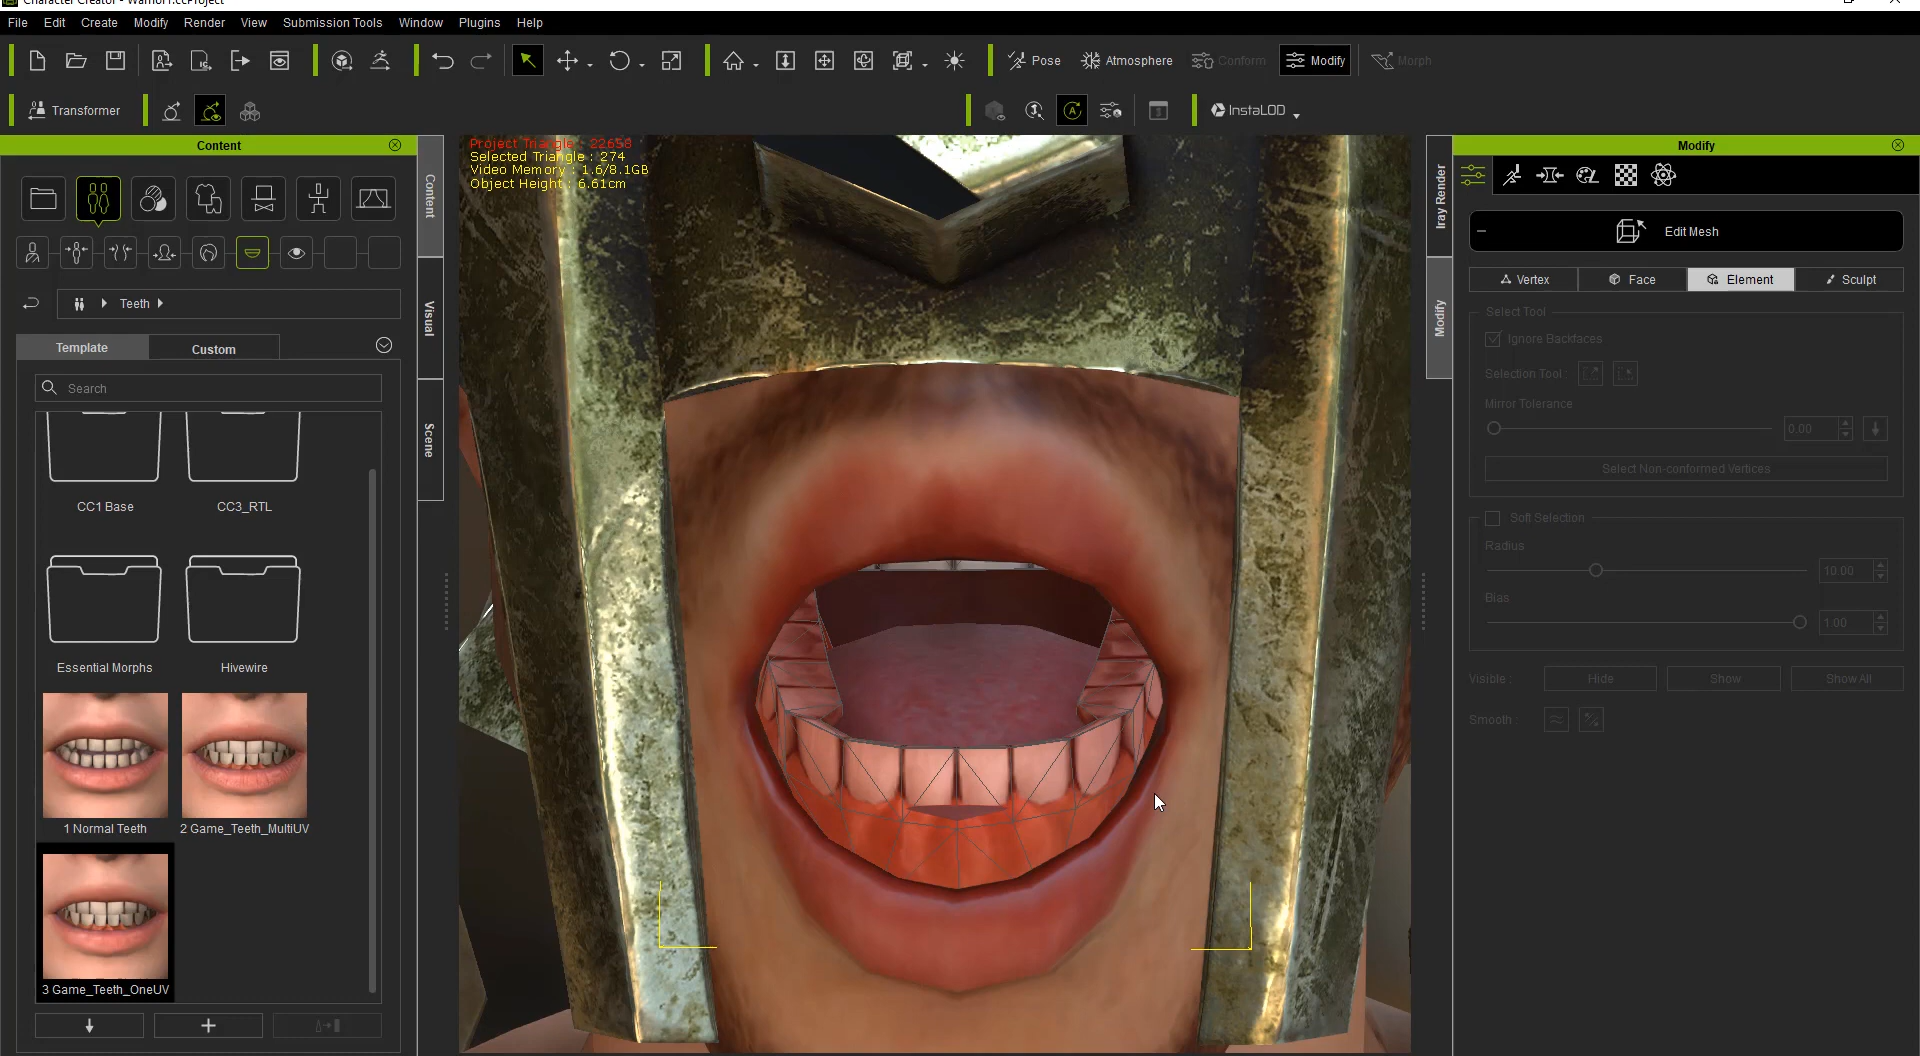 Character Creator - Warrior1.ccProject
File Edit Create Modify Render View Submission Tools Window Plugins Help
Pose Atmosphere Conform Modify Morph
Transformer InstaLOD
Content
Teeth
Template Custom
Search
CC1 Base CC3_RTL
Essential Morphs Hivewire
1 Normal Teeth 2 Game_Teeth_MultiUV
3 Game_Teeth_OneUV
Content
Visual
Scene
Project Triangle : 22658
Selected Triangle : 274
Video Memory : 1.6/8.1GB
Object Height : 6.61cm
Iray Render
Modify
Modify
Edit Mesh
Vertex Face Element Sculpt
Select Tool
Ignore Backfaces
Selection Tool :
Mirror Tolerance
0.00
Select Non-conformed Vertices
Soft Selection
Radius
10.00
Bias
1.00
Visible : Hide Show Show All
Smooth :